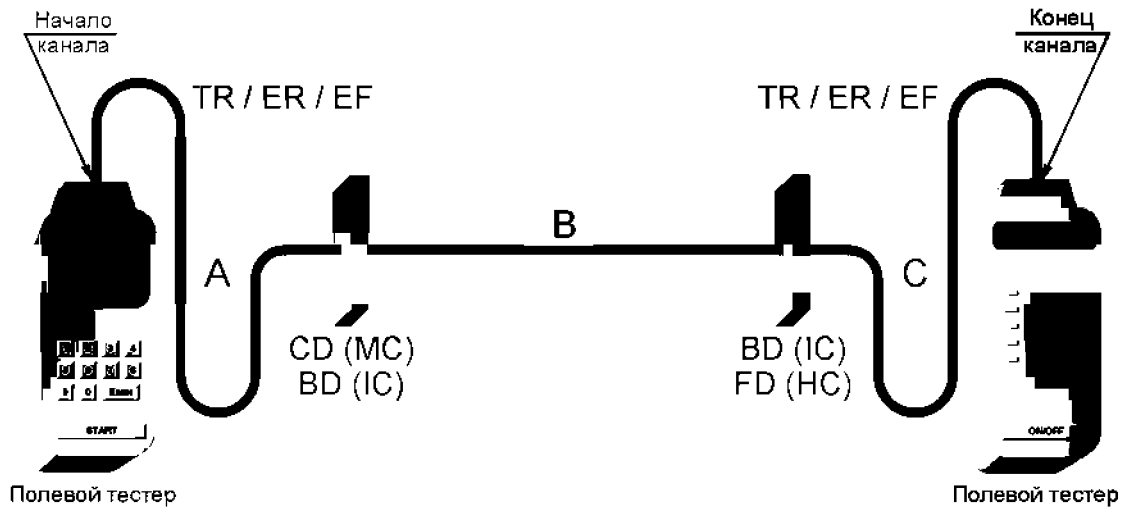 Начало
канала
Конец
канала
TR / ER / EF
TR / ER / EF
A
B
C
CD (MC)
BD (IC)
BD (IC)
FD (HC)
START
ON/OFF
Полевой тестер
Полевой тестер